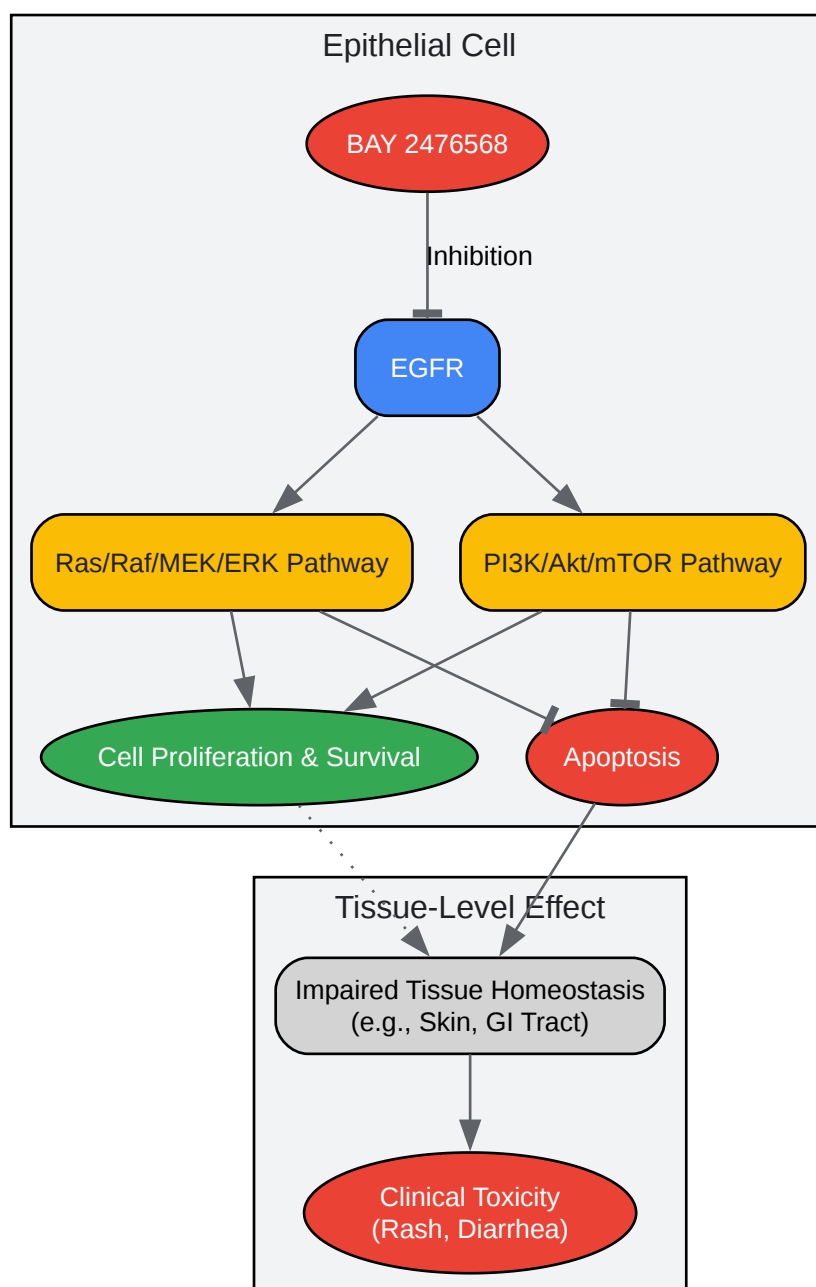 Epithelial Cell
BAY 2476568
Inhibition
EGFR
Ras/Raf/MEK/ERK Pathway
PI3K/Akt/mTOR Pathway
Cell Proliferation & Survival
Apoptosis
Tissue-Level Effect
Impaired Tissue Homeostasis
(e.g., Skin, GI Tract)
Clinical Toxicity
(Rash, Diarrhea)